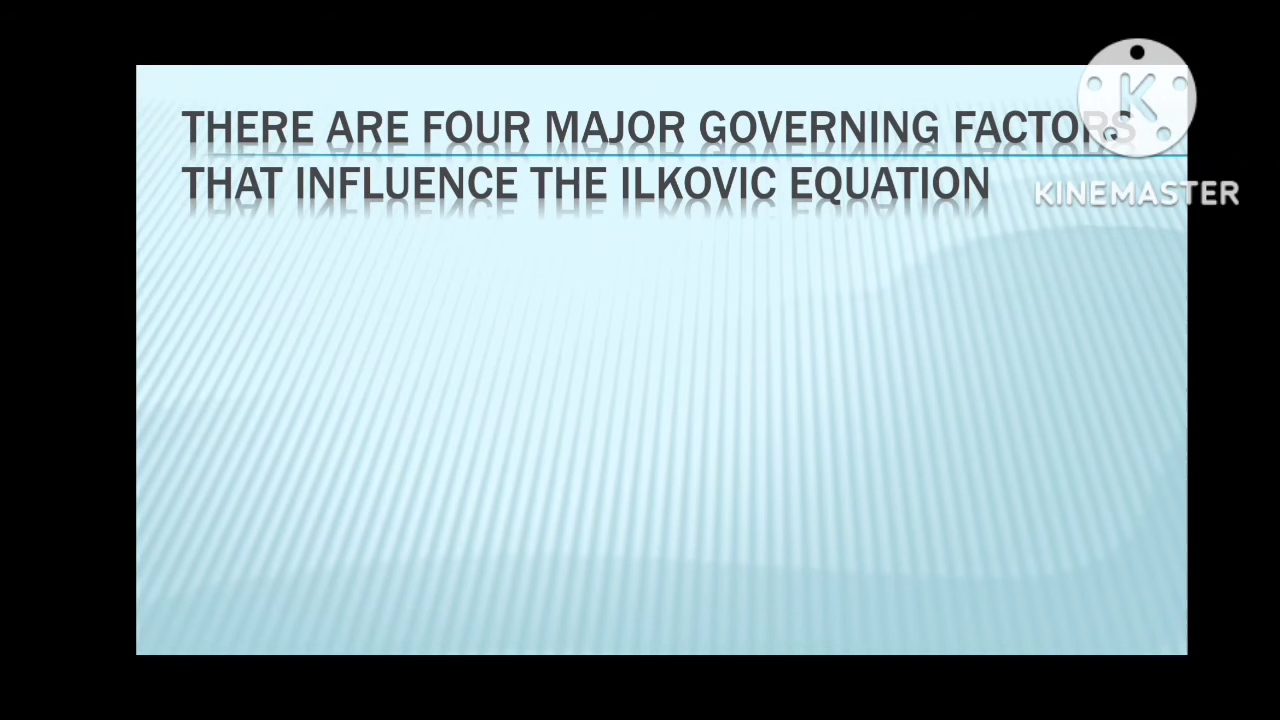 THERE ARE FOUR MAJOR GOVERNING FACTORS
THAT INFLUENCE THE ILKOVIC EQUATION
K
KINEMASTER